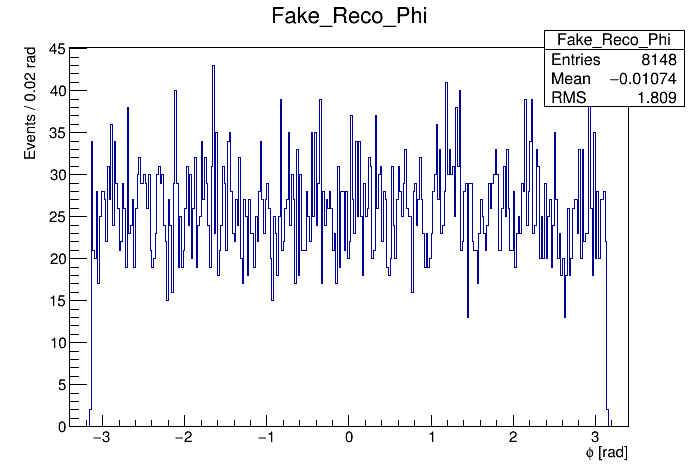 Fake_Reco_Phi
Fake_Reco_Phi
Entries 8148
Mean −0.01074
RMS 1.809
Events / 0.02 rad
45
40
35
30
25
20
15
10
5
0
−3 −2 −1 0 1 2 3
ϕ [rad]